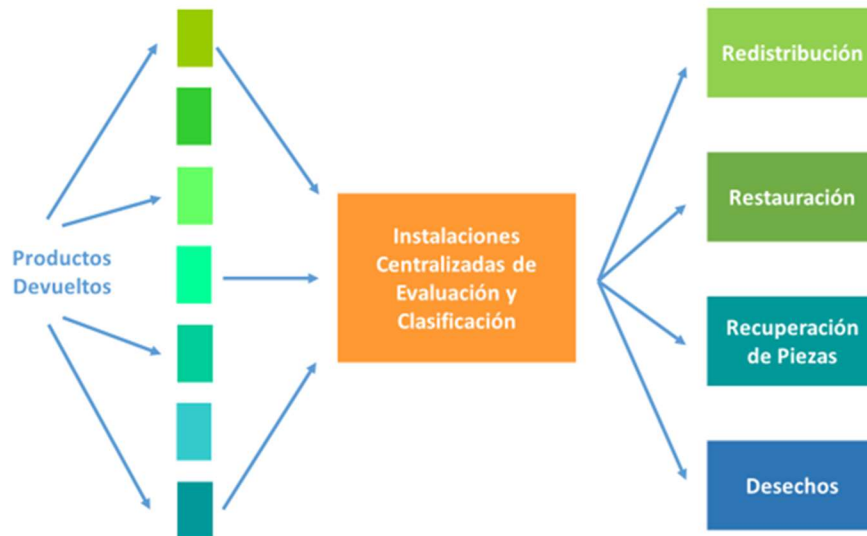 Productos
Devueltos
Instalaciones
Centralizadas de
Evaluación y
Clasificación
Redistribución
Restauración
Recuperación
de Piezas
Desechos